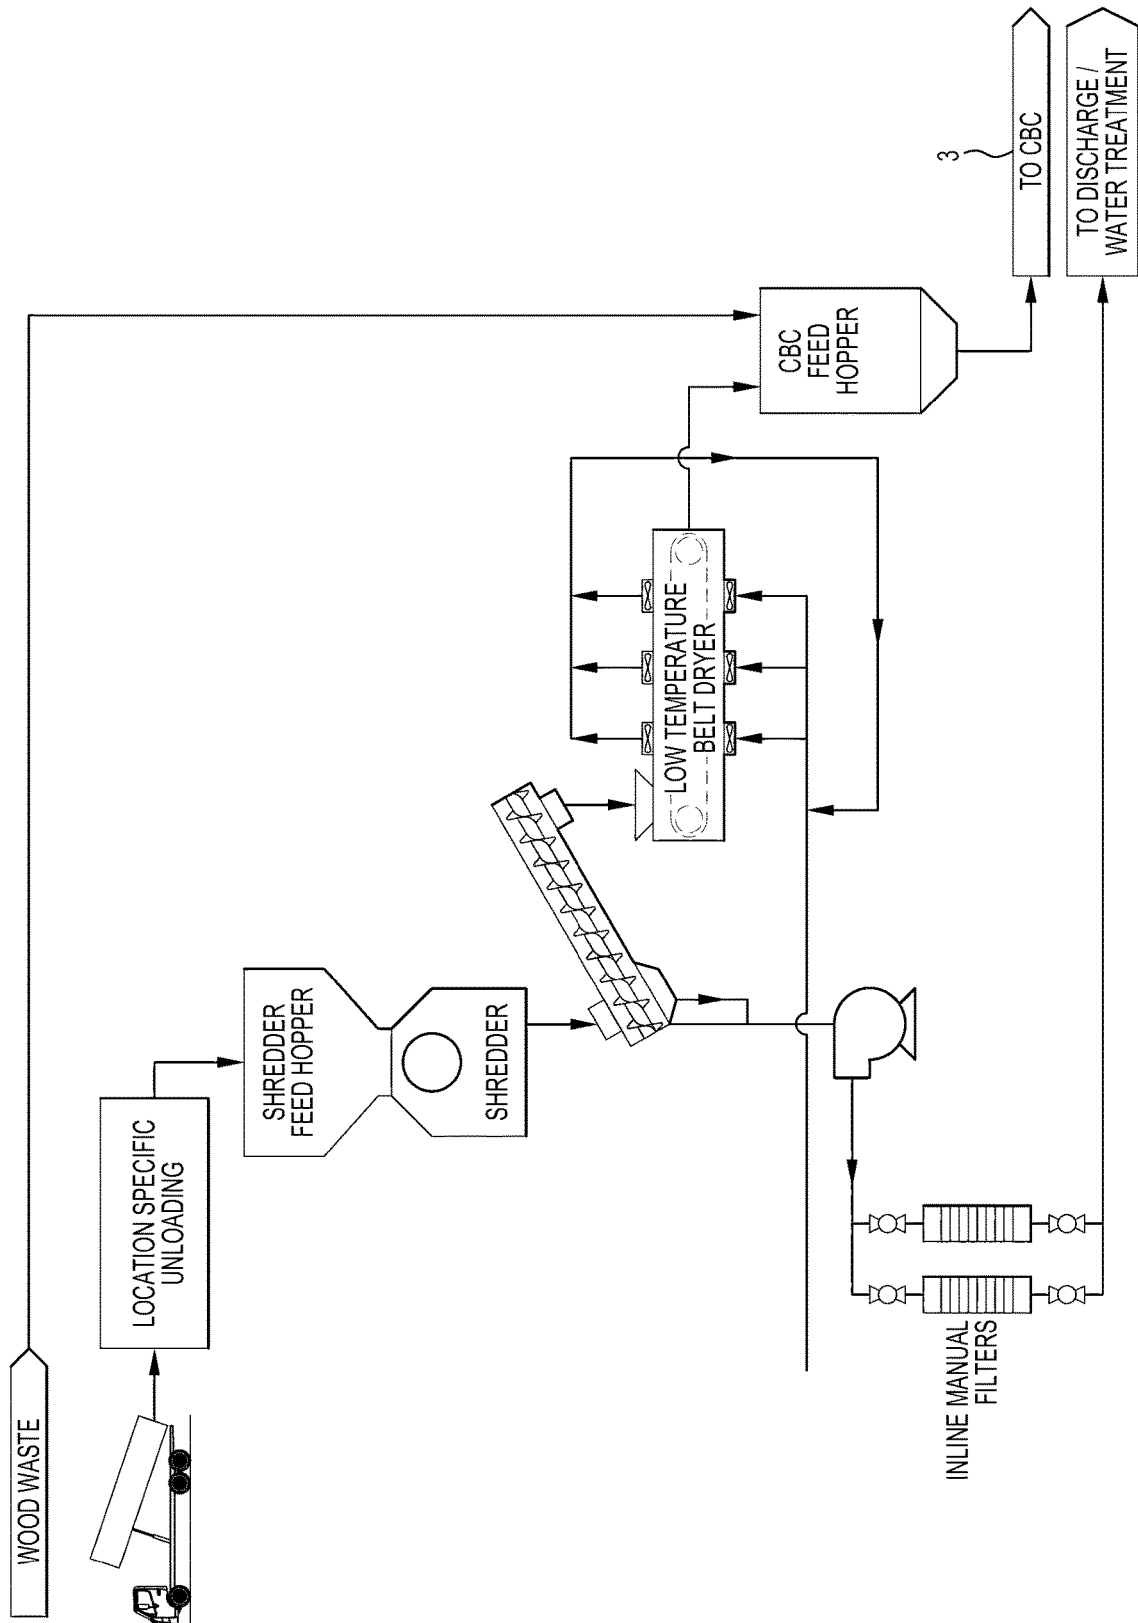 WOOD WASTE
LOCATION SPECIFIC
UNLOADING
SHREDDER
FEED HOPPER
SHREDDER
LOW TEMPERATURE
BELT DRYER
CBC
FEED
HOPPER
INLINE MANUAL
FILTERS
3
TO CBC
TO DISCHARGE /
WATER TREATMENT